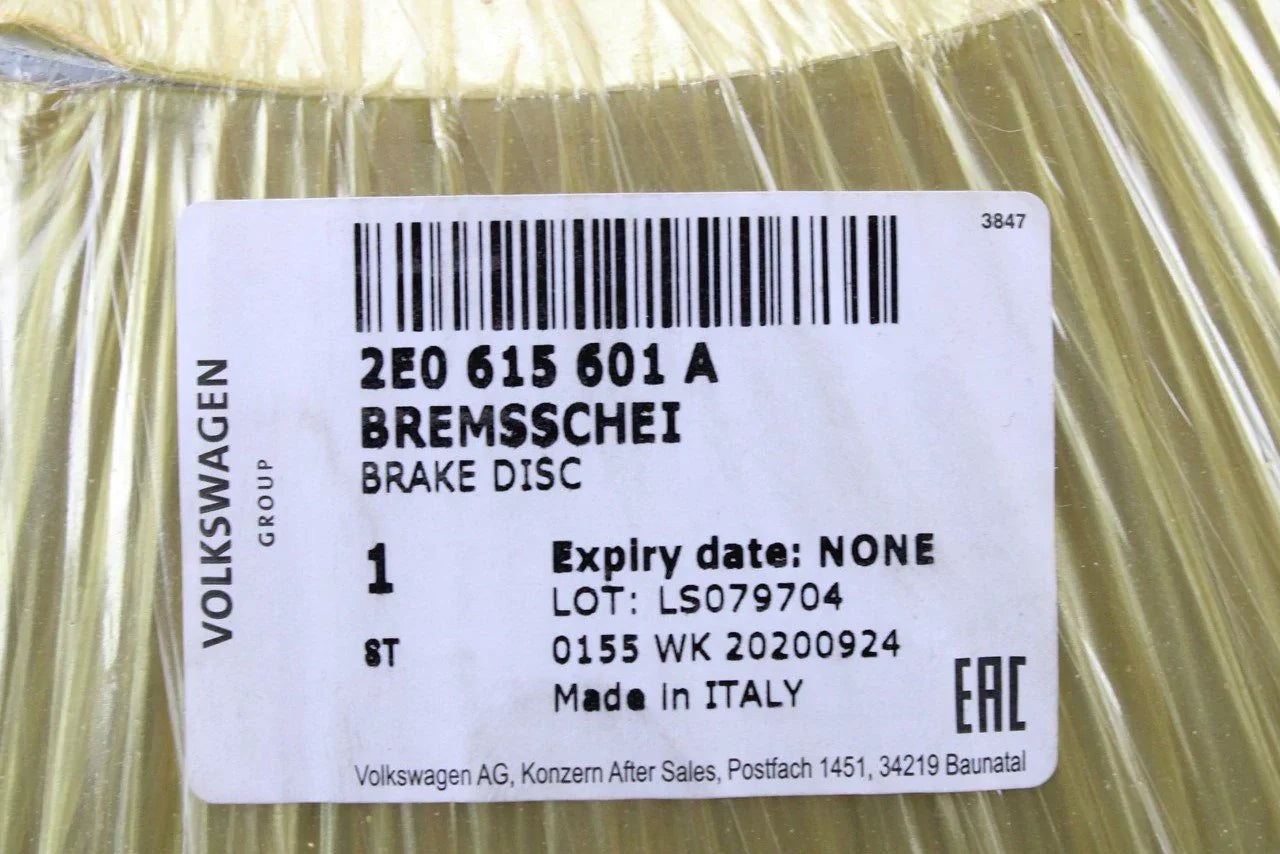 3847
2E0 615 601 A
BREMSSCHEI
BRAKE DISC
VOLKSWAGEN
GROUP
1
ST
Expiry date: NONE
LOT: LS079704
0155 WK 20200924
Made in ITALY
EAC
Volkswagen AG, Konzern After Sales, Postfach 1451, 34219 Baunatal